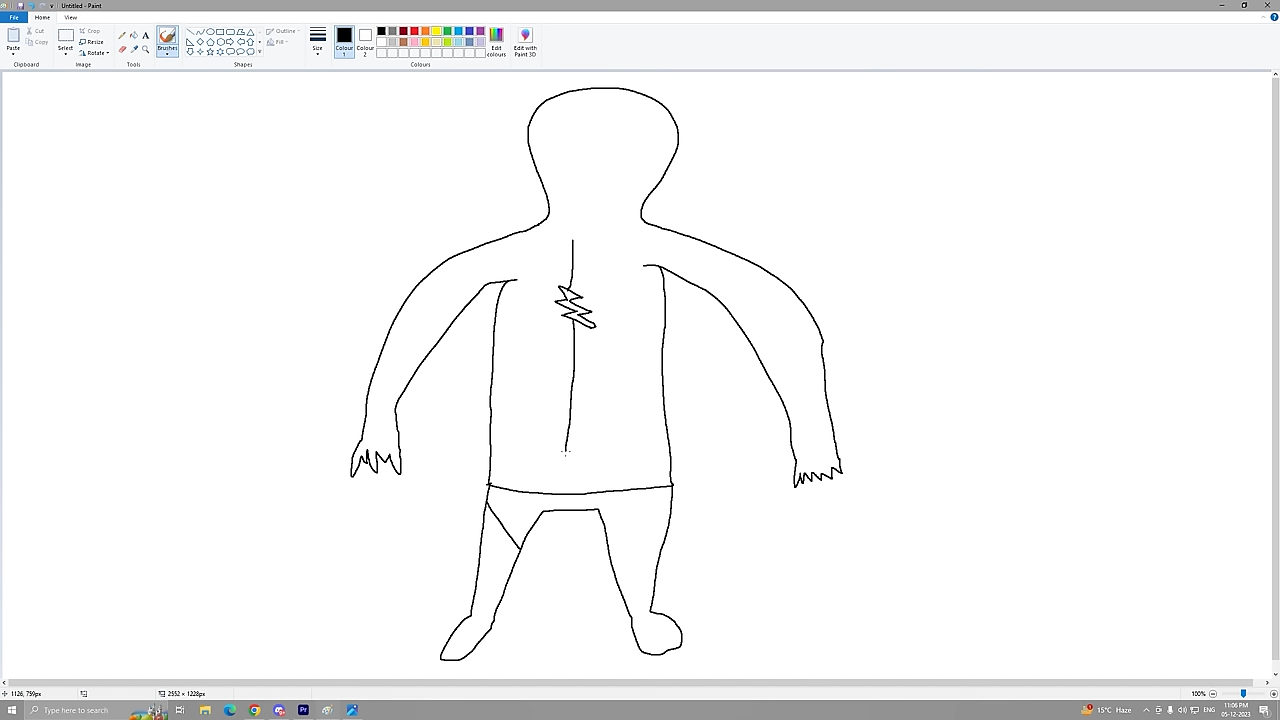 Untitled - Paint
File Home View
Paste
Cut
Copy
Clipboard
Select
Crop
Resize
Rotate
Image
Tools
Brushes
Outline
Fill
Shapes
Size
Colour 1
Colour 2
Edit colours
Edit with Paint 3D
Colours
1126, 759px
2552 × 1228px
100%
Type here to search
15°C Haze
ENG
11:06 PM
05-12-2023